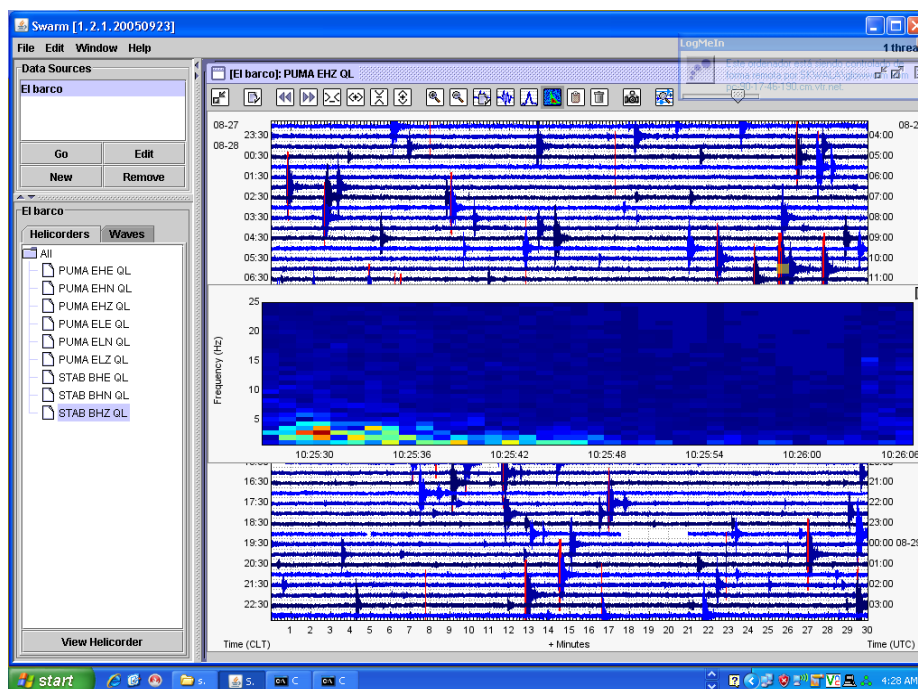 Swarm [1.2.1.20050923]
File Edit Window Help
1 threa
LogMeIn
Este ordenador está siendo controlado de
forma remota por
Data Sources
El barco
Go Edit
New Remove
El barco
Helicorders Waves
All
PUMA EHE QL
PUMA EHN QL
PUMA EHZ QL
PUMA ELE QL
PUMA ELN QL
PUMA ELZ QL
STAB BHE QL
STAB BHN QL
STAB BHZ QL
View Helicorder
[El barco]: PUMA EHZ QL
08-27
23:30 04:00
08-28
00:30 05:00
01:30 06:00
02:30 07:00
03:30 08:00
04:30 09:00
05:30 10:00
06:30 11:00
Frequency (Hz)
25
20
15
10
5
10:25:30 10:25:36 10:25:42 10:25:48 10:25:54 10:26:00 10:26:06
16:30 21:00
17:30 22:00
18:30 23:00
19:30 00:00 08-29
20:30 01:00
21:30 02:00
22:30 03:00
1 2 3 4 5 6 7 8 9 10 11 12 13 14 15 16 17 18 19 20 21 22 23 24 25 26 27 28 29 30
Time (CLT) + Minutes Time (UTC)
start s. S. C C 4:28 AM